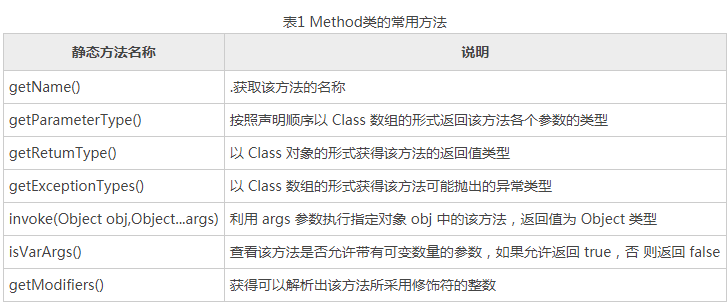 表1 Method类的常用方法
静态方法名称 说明
getName() .获取该方法的名称
getParameterType() 按照声明顺序以 Class 数组的形式返回该方法各个参数的类型
getRetumType() 以 Class 对象的形式获得该方法的返回值类型
getExceptionTypes() 以 Class 数组的形式获得该方法可能抛出的异常类型
invoke(Object obj,Object...args) 利用 args 参数执行指定对象 obj 中的该方法，返回值为 Object 类型
isVarArgs() 查看该方法是否允许带有可变数量的参数，如果允许返回 true，否 则返回 false
getModifiers() 获得可以解析出该方法所采用修饰符的整数